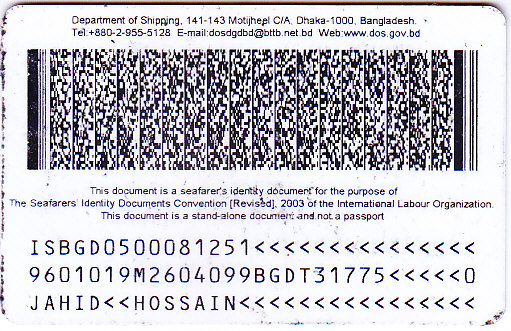 Department of Shipping, 141-143 Motijheel C/A, Dhaka-1000, Bangladesh.
Tel:+880-2-955-5128 E-mail:dosdgdbd@bttb.net.bd Web:www.dos.gov.bd
This document is a seafarer's identity document for the purpose of
The Seafarers' Identity Documents Convention [Revised], 2003 of the International Labour Organization.
This document is a stand-alone document and not a passport
ISBGD0500081251<<<<<<<<<<<<<<<
9601019M2604099BGDT31775<<<<<0
JAHID<<HOSSAIN<<<<<<<<<<<<<<<<